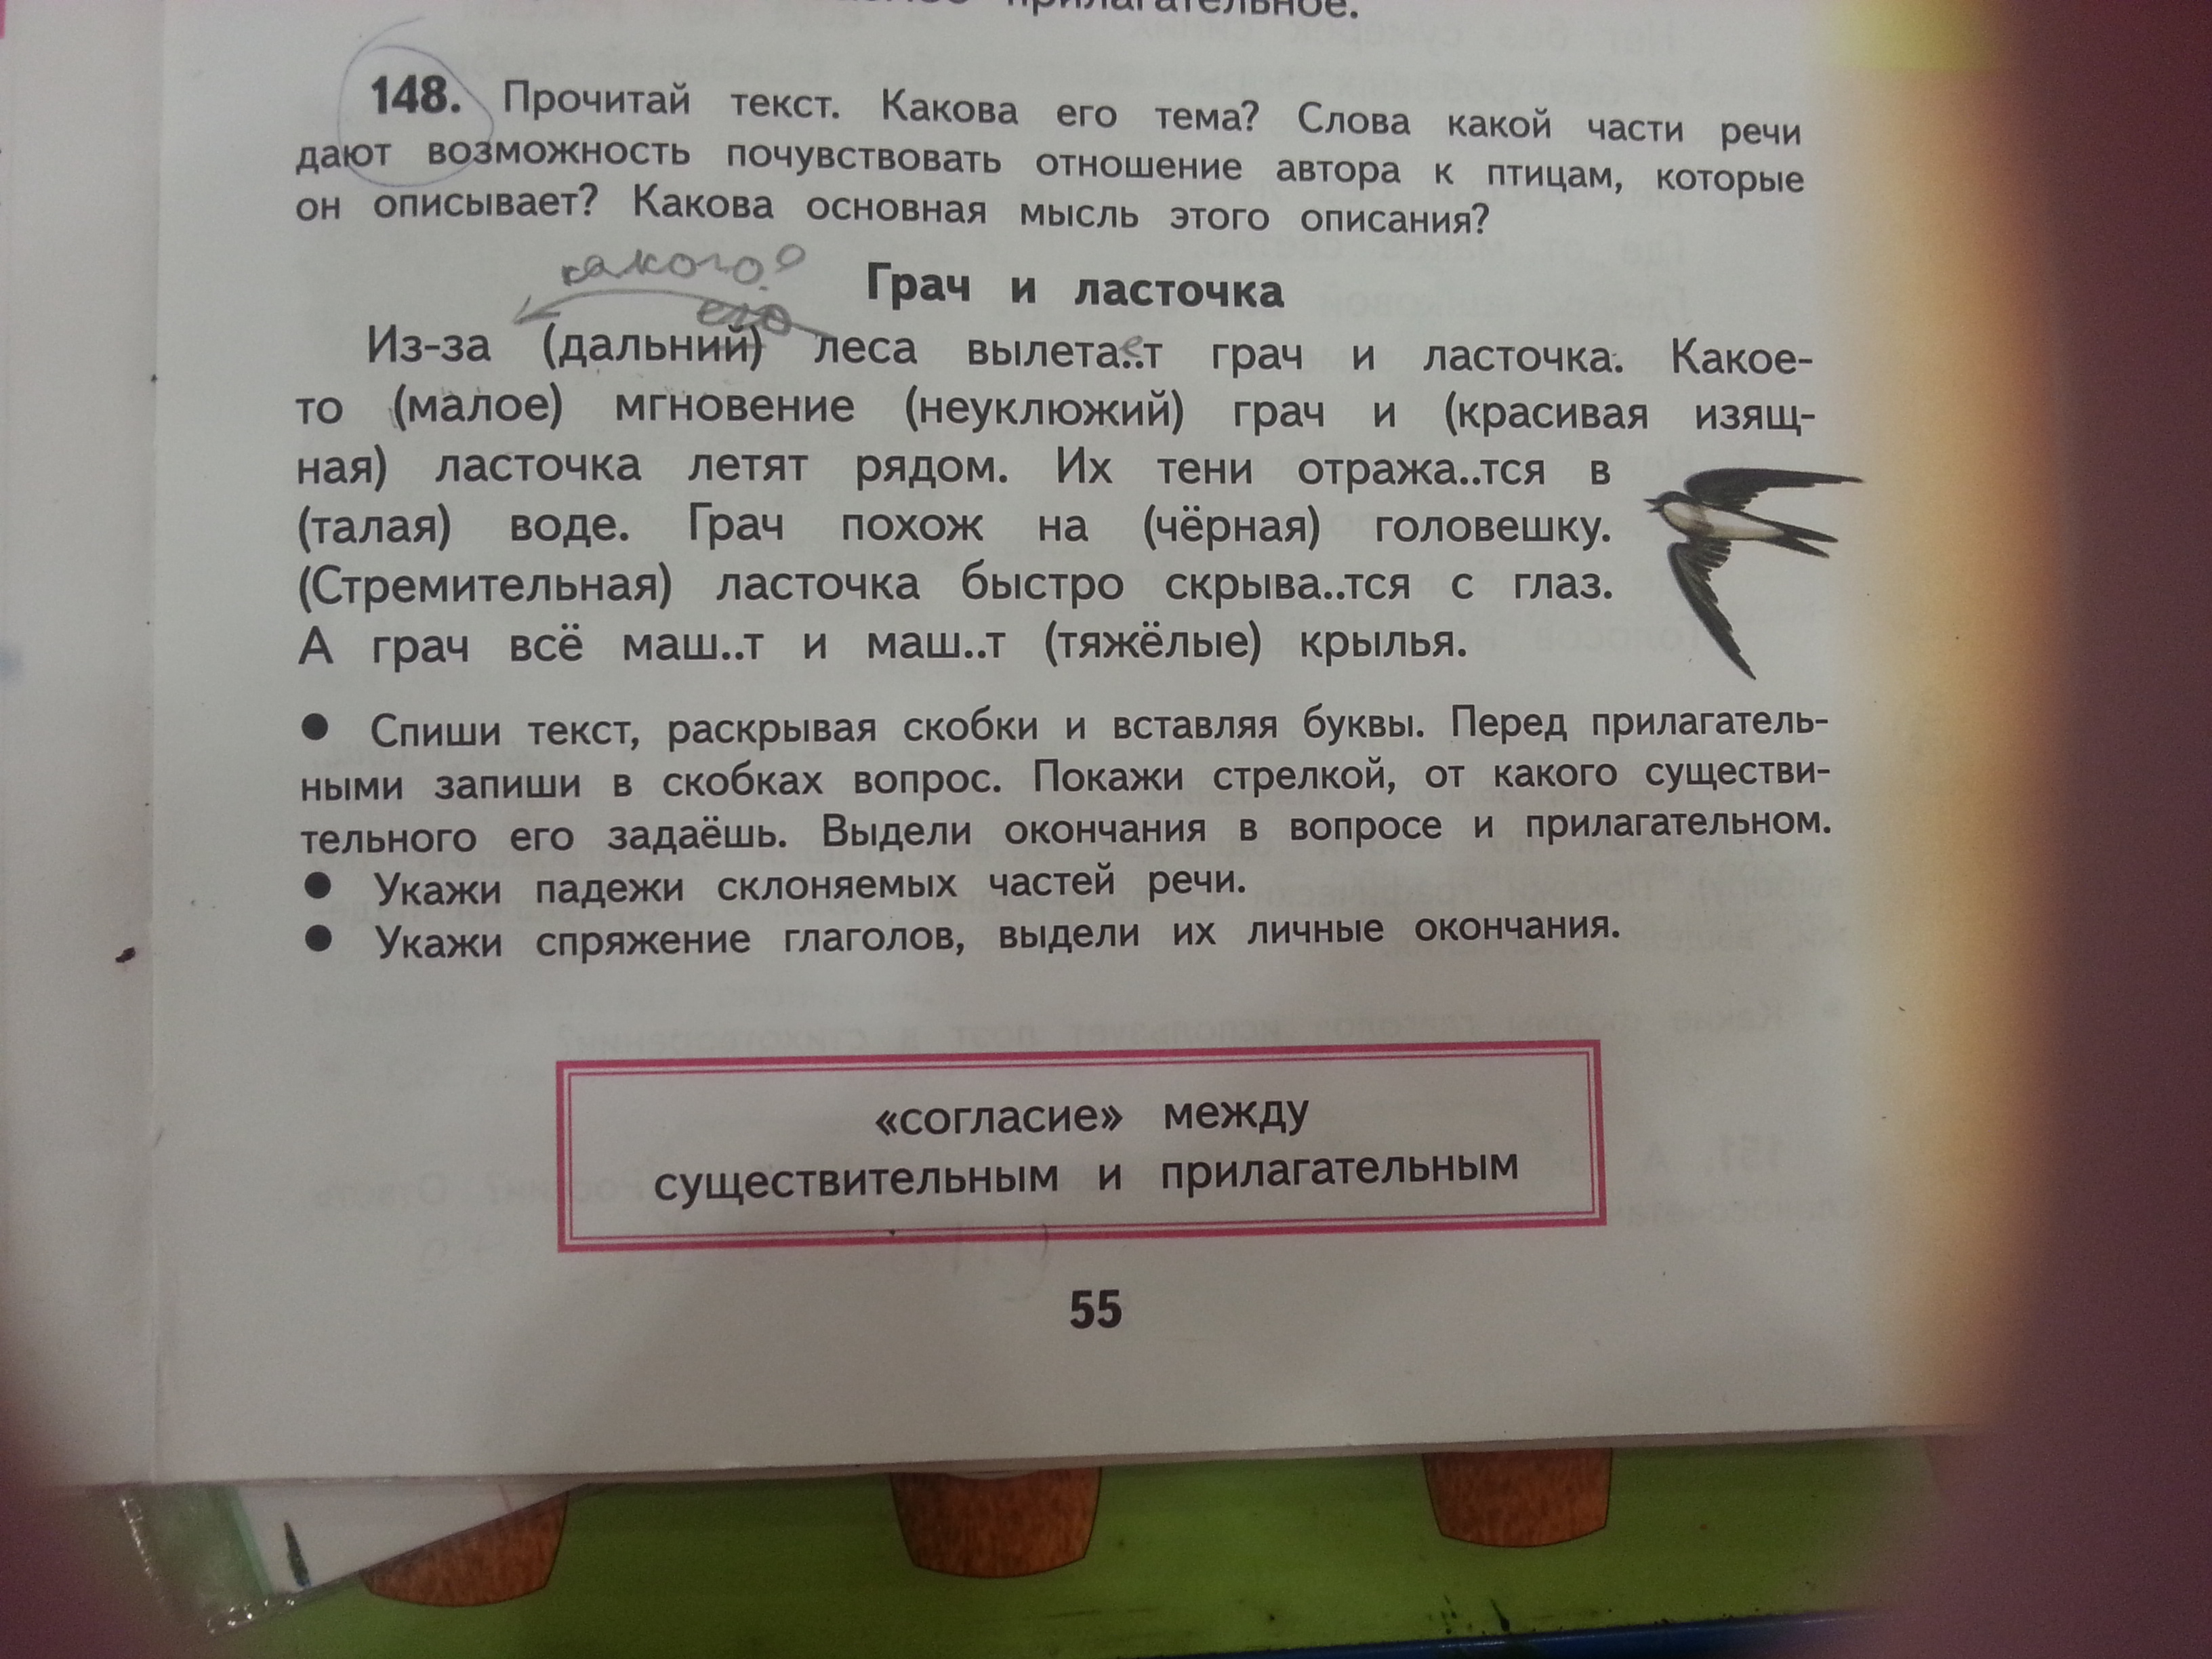 прилагательное.
148. Прочитай текст. Какова его тема? Слова какой части речи
дают возможность почувствовать отношение автора к птицам, которые
он описывает? Какова основная мысль этого описания?
какого?
Грач и ласточка
его
Из-за (дальний) леса вылета..т грач и ласточка. Какое-
е
то (малое) мгновение (неуклюжий) грач и (красивая изящ-
ная) ласточка летят рядом. Их тени отража..тся в
(талая) воде. Грач похож на (чёрная) головешку.
(Стремительная) ласточка быстро скрыва..тся с глаз.
А грач всё маш..т и маш..т (тяжёлые) крылья.
● Спиши текст, раскрывая скобки и вставляя буквы. Перед прилагатель-
ными запиши в скобках вопрос. Покажи стрелкой, от какого существи-
тельного его задаёшь. Выдели окончания в вопросе и прилагательном.
● Укажи падежи склоняемых частей речи.
● Укажи спряжение глаголов, выдели их личные окончания.
«согласие» между
существительным и прилагательным
55